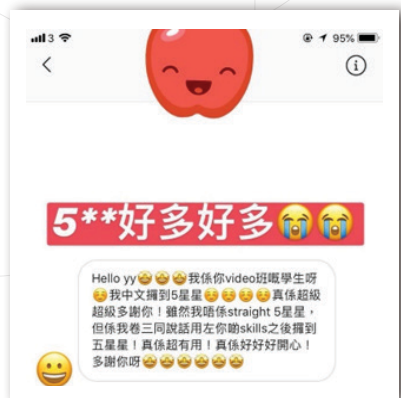 3 95%
5**好多好多😭😭
Hello yy🤩🤩🤩我係你video班嘅學生呀
☺️我中文攞到5星星☺️☺️☺️☺️真係超級
超級多謝你！雖然我唔係straight 5星星，
但係我卷三同說話用左你啲skills之後攞到
五星星！真係超有用！真係好好好開心！
多謝你呀🤩🤩🤩🤩🤩🤩